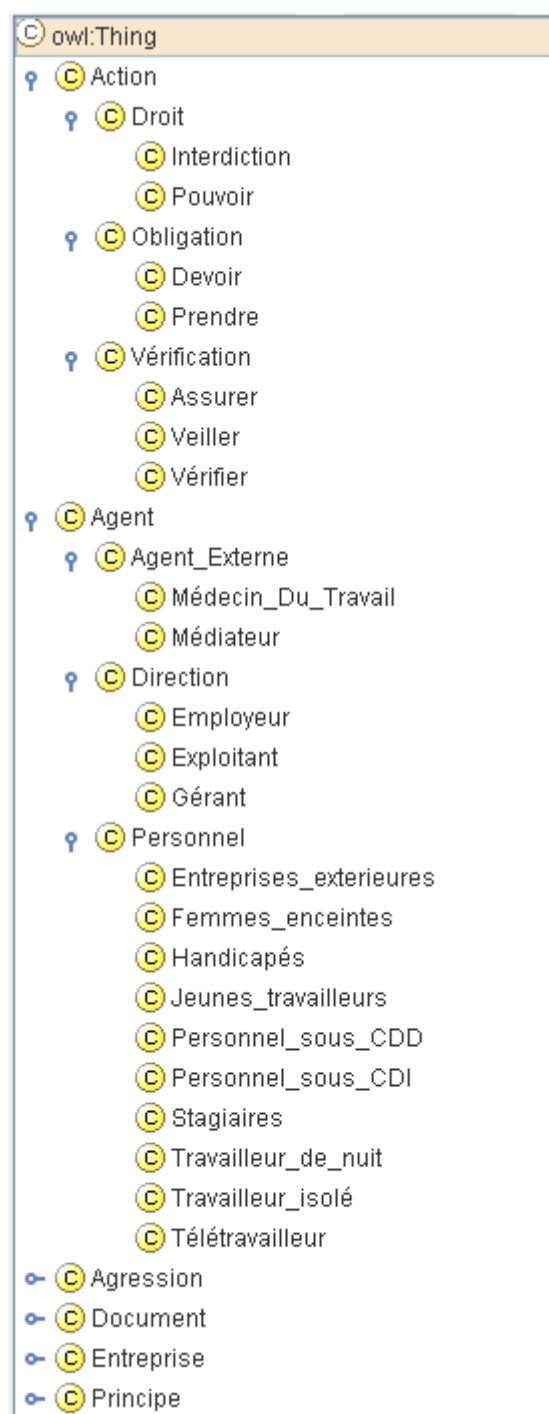 C owl:Thing
C Action
C Droit
C Interdiction
C Pouvoir
C Obligation
C Devoir
C Prendre
C Vérification
C Assurer
C Veiller
C Vérifier
C Agent
C Agent_Externe
C Médecin_Du_Travail
C Médiateur
C Direction
C Employeur
C Exploitant
C Gérant
C Personnel
C Entreprises_exterieures
C Femmes_enceintes
C Handicapés
C Jeunes_travailleurs
C Personnel_sous_CDD
C Personnel_sous_CDI
C Stagiaires
C Travailleur_de_nuit
C Travailleur_isolé
C Télétravailleur
C Agression
C Document
C Entreprise
C Principe